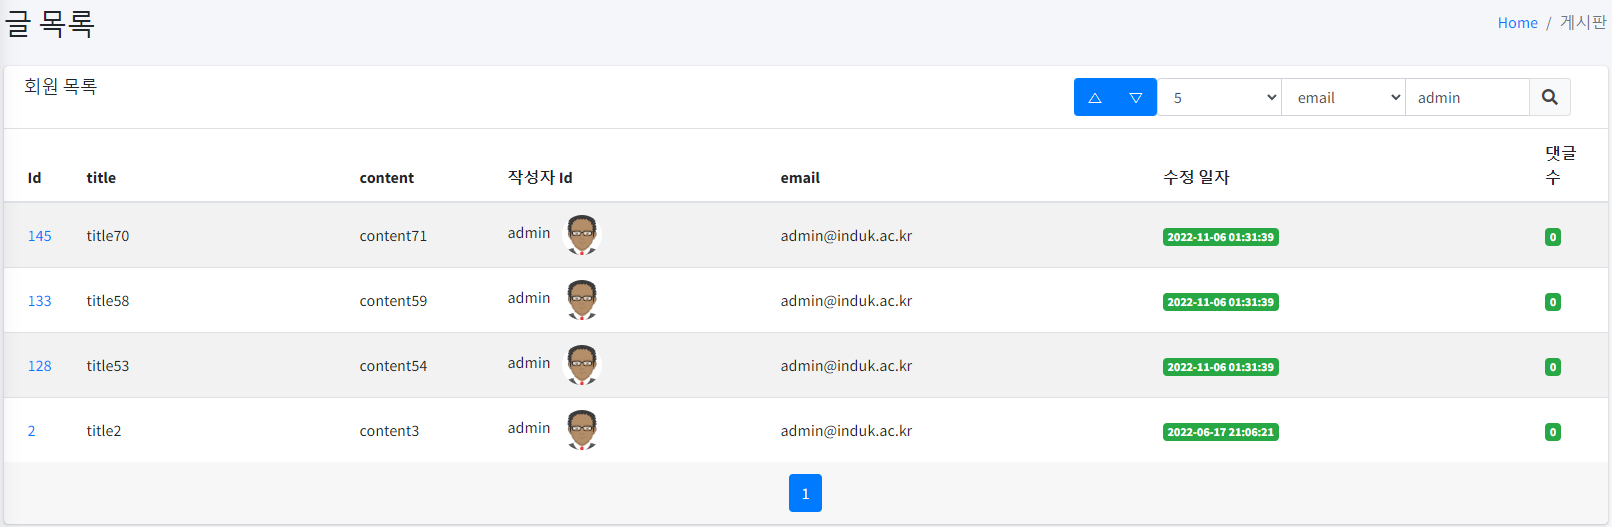 글 목록
Home / 게시판
회원 목록
△ ▽ 5 email admin
Id title content 작성자 Id email 수정 일자 댓글 수
145 title70 content71 admin admin@induk.ac.kr 2022-11-06 01:31:39 0
133 title58 content59 admin admin@induk.ac.kr 2022-11-06 01:31:39 0
128 title53 content54 admin admin@induk.ac.kr 2022-11-06 01:31:39 0
2 title2 content3 admin admin@induk.ac.kr 2022-06-17 21:06:21 0
1